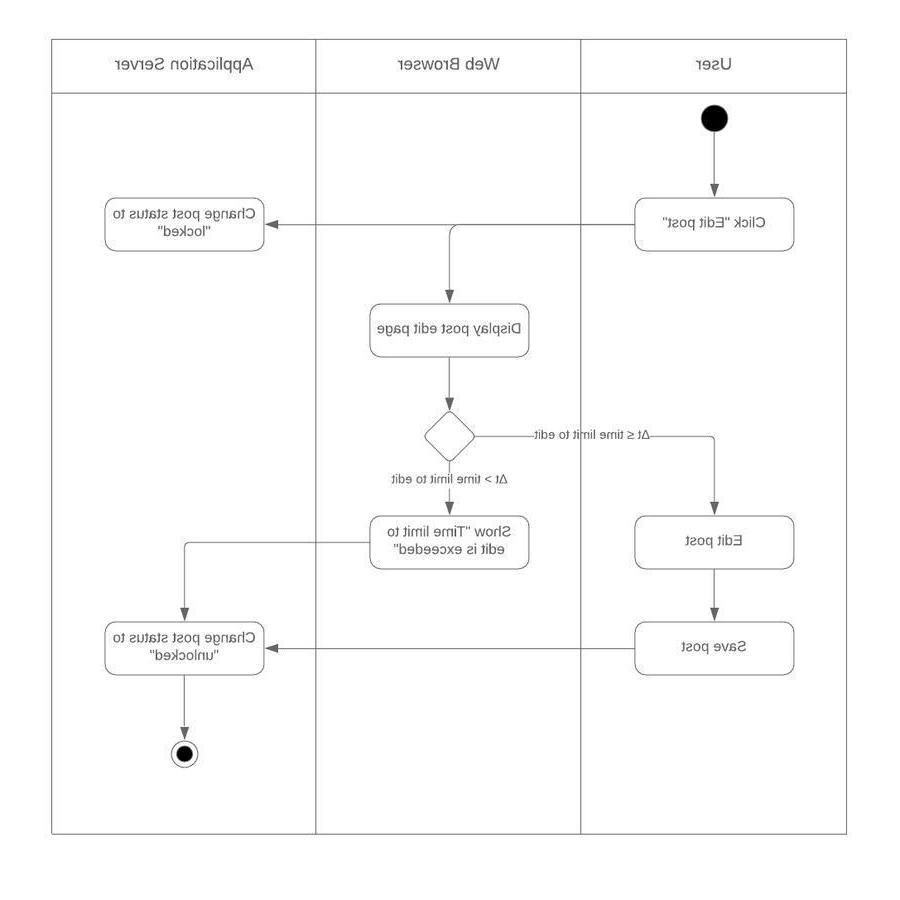 User
Web Browser
Application Server
Click "Edit post"
Change post status to
"locked"
Display post edit page
Δt ≤ time limit to edit
Δt > time limit to edit
Show "Time limit to
edit is exceeded"
Edit post
Change post status to
"unlocked"
Save post